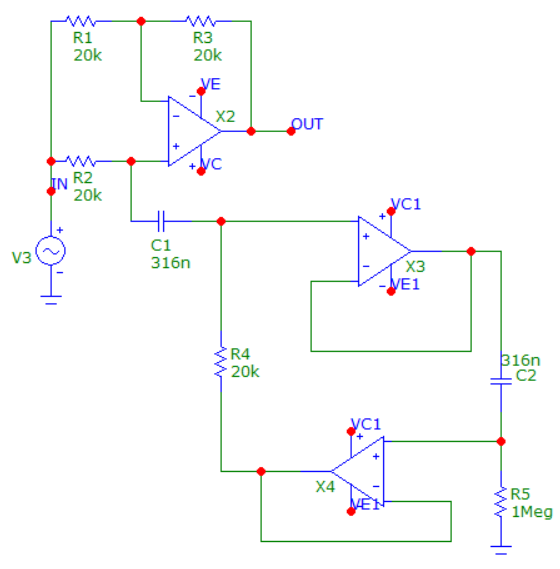 R1
20k
R3
20k
VE
X2
OUT
VC
R2
20k
IN
V3
C1
316n
VC1
X3
VE1
R4
20k
316n
C2
VC1
X4
VE1
R5
1Meg